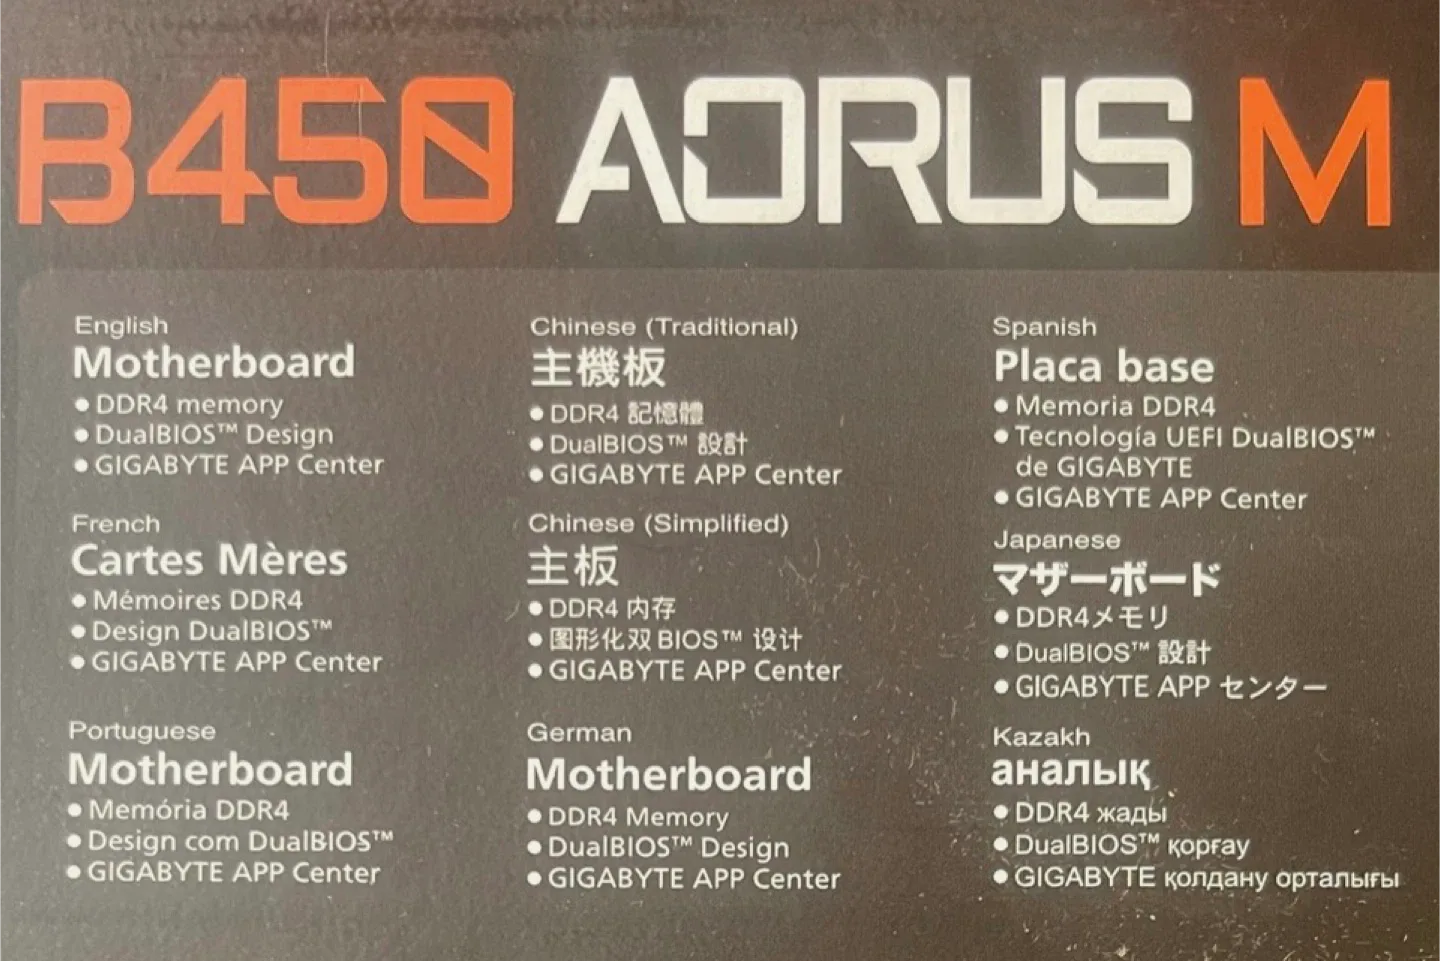 B450 AORUS M
English
Motherboard
● DDR4 memory
● DualBIOS™ Design
● GIGABYTE APP Center
French
Cartes Mères
● Mémoires DDR4
● Design DualBIOS™
● GIGABYTE APP Center
Portuguese
Motherboard
● Memória DDR4
● Design com DualBIOS™
● GIGABYTE APP Center
Chinese (Traditional)
主機板
● DDR4 記憶體
● DualBIOS™ 設計
● GIGABYTE APP Center
Chinese (Simplified)
主板
● DDR4 内存
● 图形化双 BIOS™ 设计
● GIGABYTE APP Center
German
Motherboard
● DDR4 Memory
● DualBIOS™ Design
● GIGABYTE APP Center
Spanish
Placa base
● Memoria DDR4
● Tecnología UEFI DualBIOS™
de GIGABYTE
● GIGABYTE APP Center
Japanese
マザーボード
● DDR4メモリ
● DualBIOS™ 設計
● GIGABYTE APP センター
Kazakh
аналық
● DDR4 жады
● DualBIOS™ қорғау
● GIGABYTE қолдану орталығы